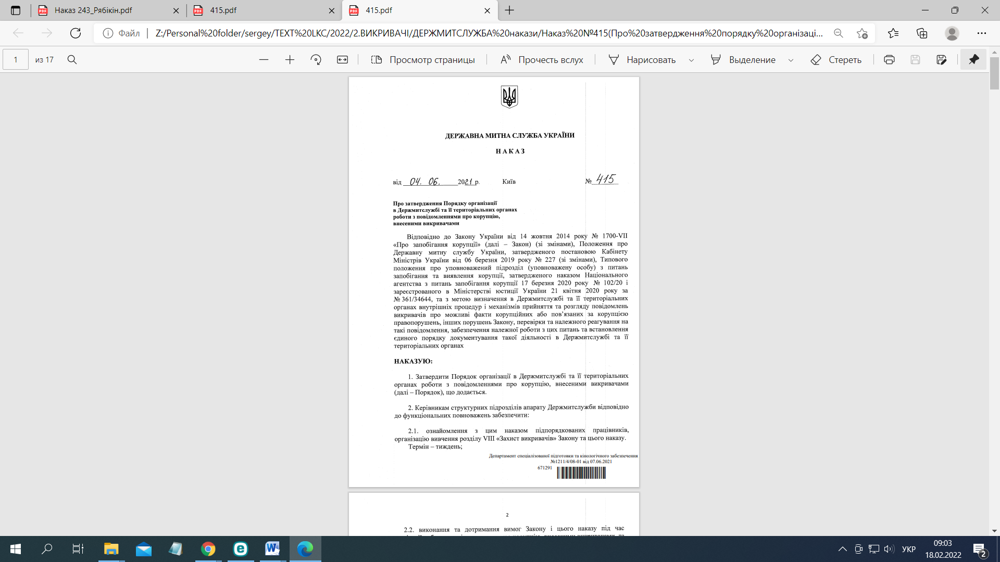 Наказ 243_Рябікін.pdf
415.pdf
415.pdf
Файл
Z:/Personal%20folder/sergey/TEXT%20LKC/2022/2.ВИКРИВАЧІ/ДЕРЖМИТСЛУЖБА%20накази/Наказ%20№415(Про%20затвердження%20порядку%20організаці...
1
из 17
Просмотр страницы
Прочесть вслух
Нарисовать
Выделение
Стереть
ДЕРЖАВНА МИТНА СЛУЖБА УКРАЇНИ
НАКАЗ
від 04. 06. 2021 р. Київ № 415
Про затвердження Порядку організації
в Держмитслужбі та її територіальних органах
роботи з повідомленнями про корупцію,
внесеними викривачами
Відповідно до Закону України від 14 жовтня 2014 року № 1700-VII
«Про запобігання корупції» (далі – Закон) (зі змінами), Положення про
Державну митну службу України, затвердженого постановою Кабінету
Міністрів України від 06 березня 2019 року № 227 (зі змінами), Типового
положення про уповноважений підрозділ (уповноважену особу) з питань
запобігання та виявлення корупції, затвердженого наказом Національного
агентства з питань запобігання корупції 17 березня 2020 року № 102/20 і
зареєстрованого в Міністерстві юстиції України 21 квітня 2020 року за
№ 361/34644, та з метою визначення в Держмитслужбі та її територіальних
органах внутрішніх процедур і механізмів прийняття та розгляду повідомлень
викривачів про можливі факти корупційних або пов’язаних за корупцією
правопорушень, інших порушень Закону, перевірки та належного реагування на
такі повідомлення, забезпечення належної роботи з цих питань та встановлення
єдиного порядку документування такої діяльності в Держмитслужбі та її
територіальних органах
НАКАЗУЮ:
1. Затвердити Порядок організації в Держмитслужбі та її територіальних
органах роботи з повідомленнями про корупцію, внесеними викривачами
(далі – Порядок), що додається.
2. Керівникам структурних підрозділів апарату Держмитслужби відповідно
до функціональних повноважень забезпечити:
2.1. ознайомлення з цим наказом підпорядкованих працівників,
організацію вивчення розділу VIII «Захист викривачів» Закону та цього наказу.
Термін – тиждень;
Департамент спеціалізованої підготовки та кінологічного забезпечення
№1211/4/08-01 від 07.06.2021
671291
2
2.2. виконання та дотримання вимог Закону і цього наказу під час
УКР
09:03
18.02.2022
2